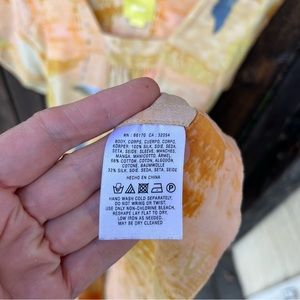 RN : 66170 CA : 32054
BODY, CORPS, CUERPO, CORPO,
KÖRPER: 100% SILK, SOIE, SEDA,
SETA, SEIDE, SLEEVE, MANCHES,
MANGA, MANICOTTO, ÄRMEL
68% COTTON, COTON, ALGODÓN,
COTONE, BAUMWOLLE
32% SILK, SOIE, SEDA, SETA, SEIDE
HECHO EN CHINA
HAND WASH COLD SEPARATELY,
DO NOT WRING OR TWIST
USE ONLY NON-CHLORINE BLEACH,
RESHAPE LAY FLAT TO DRY
LOW IRON AS NEEDED
MAY BE DRY CLEANED